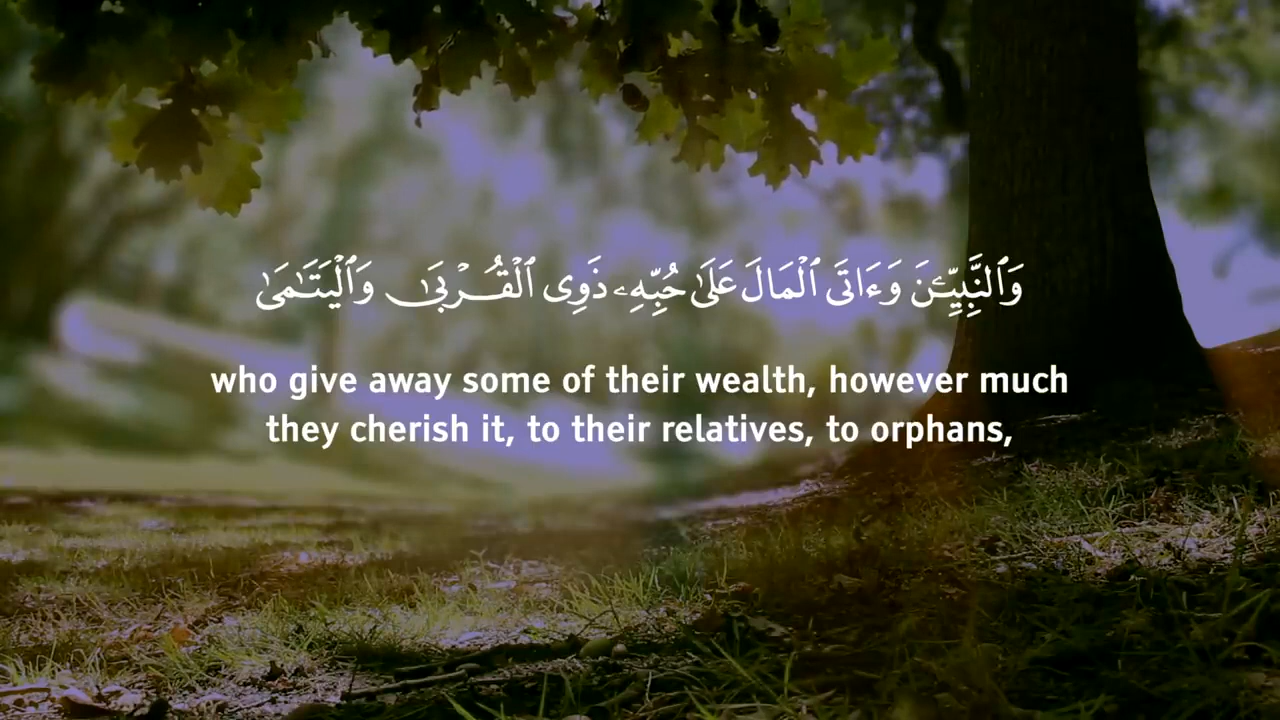 وَٱلنَّبِيِّـۧنَ وَءَاتَى ٱلْمَالَ عَلَىٰ حُبِّهِۦ ذَوِى ٱلْقُرْبَىٰ وَٱلْيَتَـٰمَىٰ
who give away some of their wealth, however much
they cherish it, to their relatives, to orphans,